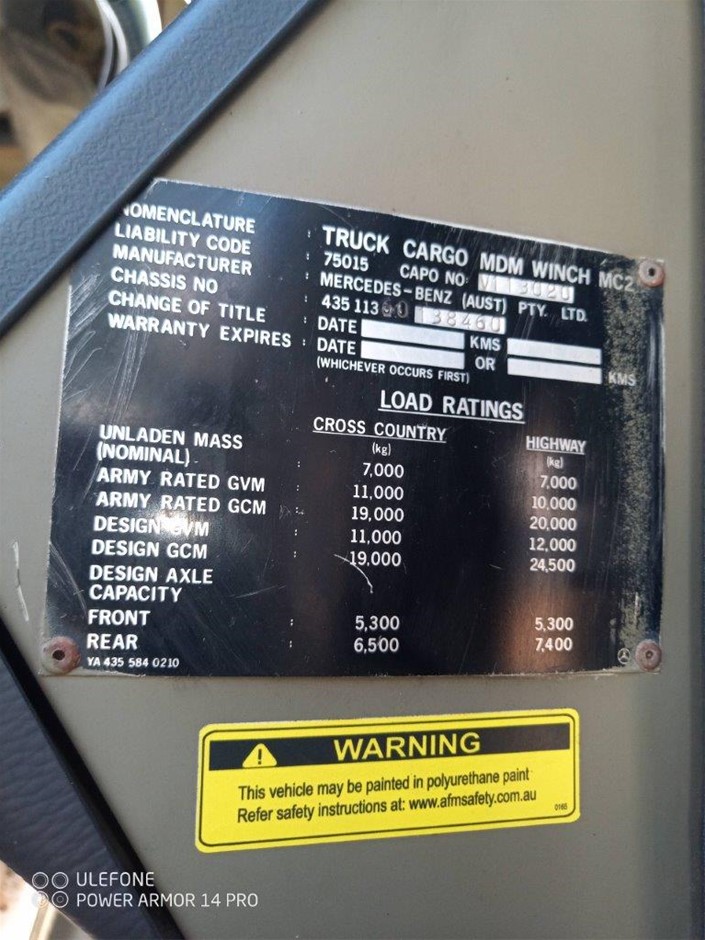 NOMENCLATURE : TRUCK CARGO MDM WINCH MC2
LIABILITY CODE : 75015 CAPO NO:
MANUFACTURER : MERCEDES-BENZ (AUST) PTY. LTD.
CHASSIS NO : 435 113 60 138460
CHANGE OF TITLE : DATE KMS
WARRANTY EXPIRES : DATE OR KMS
(WHICHEVER OCCURS FIRST)
LOAD RATINGS
CROSS COUNTRY HIGHWAY
(kg) (kg)
UNLADEN MASS
(NOMINAL) : 7,000 7,000
ARMY RATED GVM : 11,000 10,000
ARMY RATED GCM : 19,000 20,000
DESIGN GVM : 11,000 12,000
DESIGN GCM : 19,000 24,500
DESIGN AXLE
CAPACITY
FRONT : 5,300 5,300
REAR : 6,500 7,400
YA 435 584 0210
WARNING
This vehicle may be painted in polyurethane paint
Refer safety instructions at: www.afmsafety.com.au
0165
ULEFONE
POWER ARMOR 14 PRO